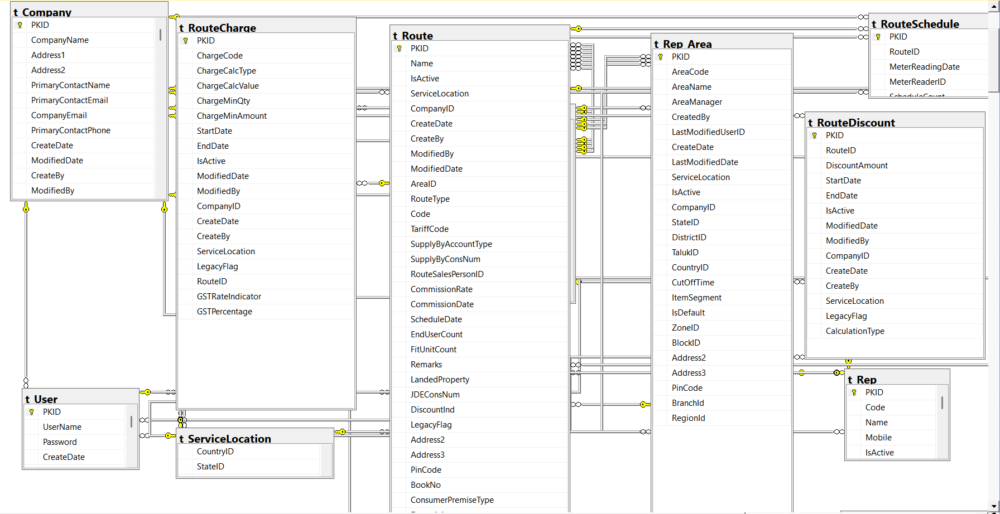 t_Company
PKID
CompanyName
Address1
Address2
PrimaryContactName
PrimaryContactEmail
CompanyEmail
PrimaryContactPhone
CreateDate
ModifiedDate
CreateBy
ModifiedBy
t_RouteCharge
PKID
ChargeCode
ChargeCalcType
ChargeCalcValue
ChargeMinQty
ChargeMinAmount
StartDate
EndDate
IsActive
ModifiedDate
ModifiedBy
CompanyID
CreateDate
CreateBy
ServiceLocation
LegacyFlag
RouteID
GSTRateIndicator
GSTPercentage
t_Route
PKID
Name
IsActive
ServiceLocation
CompanyID
CreateDate
CreateBy
ModifiedBy
ModifiedDate
AreaID
RouteType
Code
TariffCode
SupplyByAccountType
SupplyByConsNum
RouteSalesPersonID
CommissionRate
CommissionDate
ScheduleDate
EndUserCount
FitUnitCount
Remarks
LandedProperty
JDEConsNum
DiscountInd
LegacyFlag
Address2
Address3
PinCode
BookNo
ConsumerPremiseType
t_Rep_Area
PKID
AreaCode
AreaName
AreaManager
CreatedBy
LastModifiedUserID
CreateDate
LastModifiedDate
ServiceLocation
IsActive
CompanyID
StateID
DistrictID
TalukID
CountryID
CutOffTime
ItemSegment
IsDefault
ZoneID
BlockID
Address2
Address3
PinCode
BranchId
RegionId
t_RouteSchedule
PKID
RouteID
MeterReadingDate
MeterReaderID
ScheduleCount
t_RouteDiscount
PKID
RouteID
DiscountAmount
StartDate
EndDate
IsActive
ModifiedDate
ModifiedBy
CompanyID
CreateDate
CreateBy
ServiceLocation
LegacyFlag
CalculationType
t_User
PKID
UserName
Password
CreateDate
t_ServiceLocation
CountryID
StateID
t_Rep
PKID
Code
Name
Mobile
IsActive